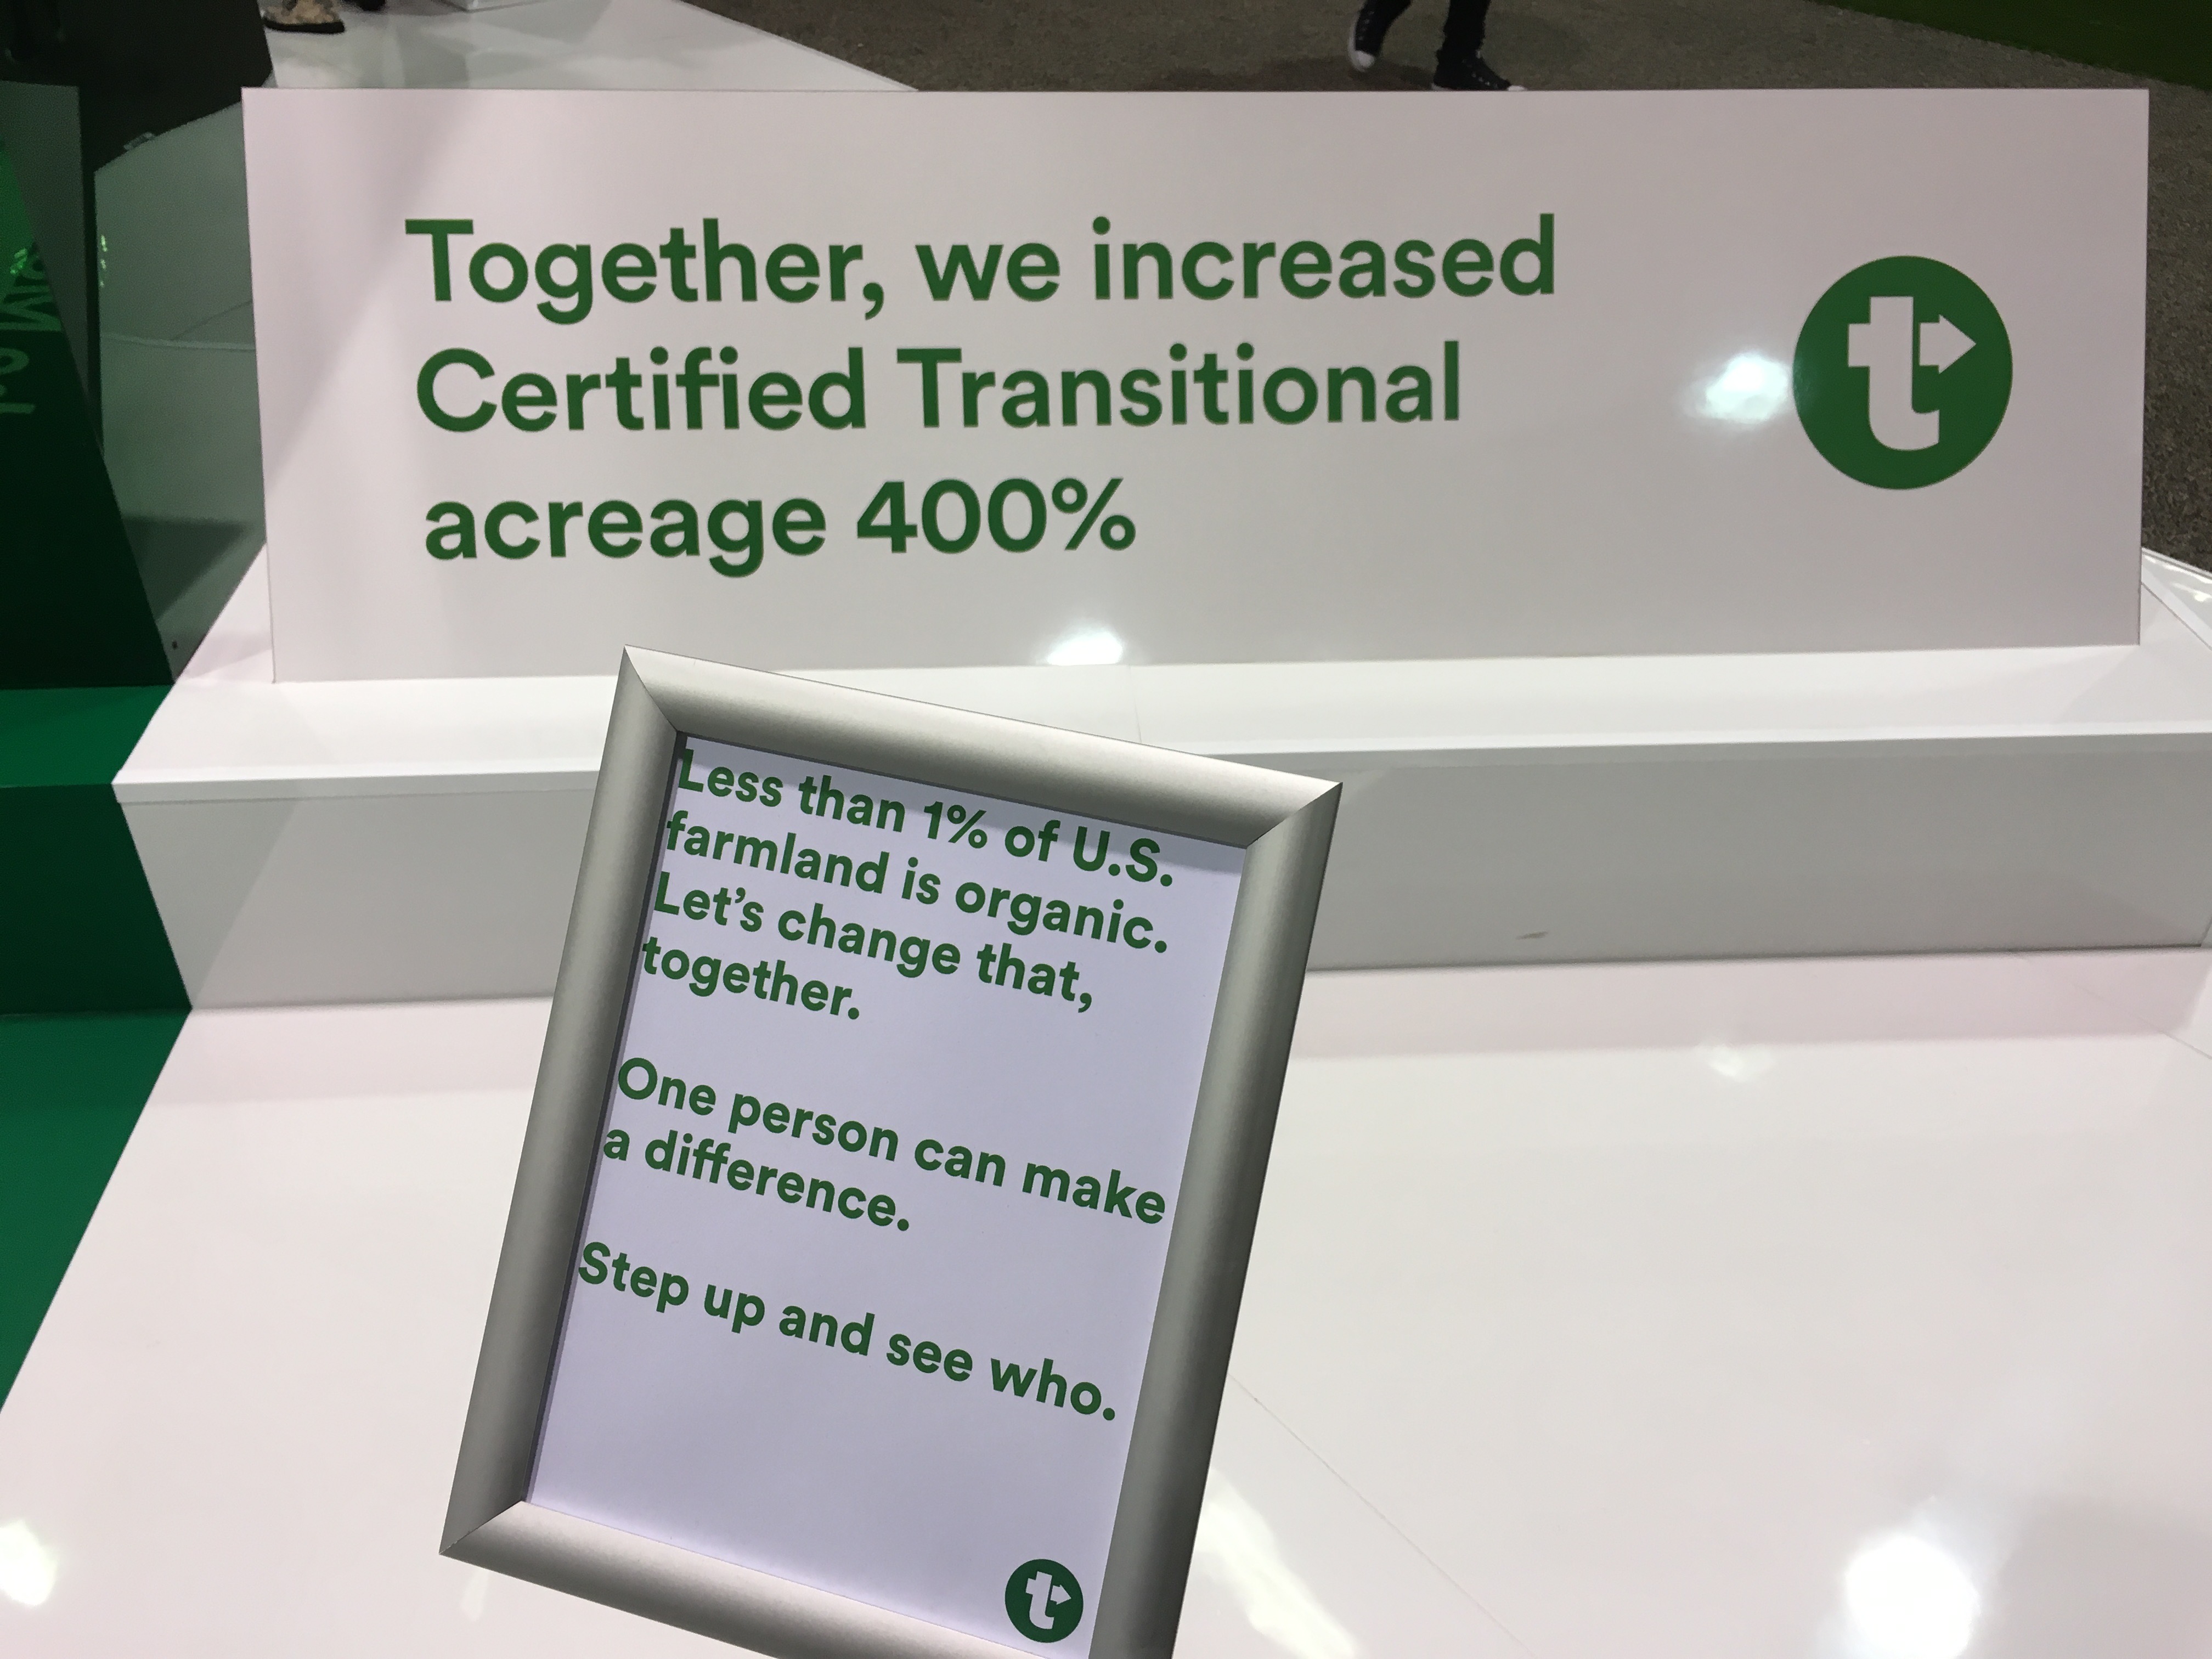 Together, we increased
Certified Transitional
acreage 400%
t
Less than 1% of U.S.
farmland is organic.
Let's change that,
together.
One person can make
a difference.
Step up and see who.
t